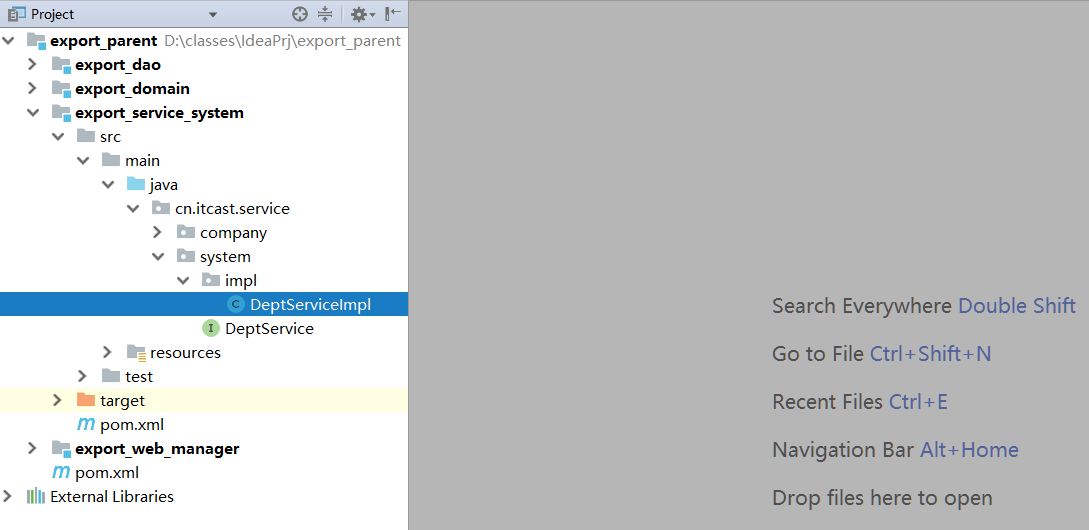 Project
export_parent D:\classes\IdeaPrj\export_parent
export_dao
export_domain
export_service_system
src
main
java
cn.itcast.service
company
system
impl
C DeptServiceImpl
I DeptService
resources
test
target
m pom.xml
export_web_manager
m pom.xml
External Libraries
Search Everywhere Double Shift
Go to File Ctrl+Shift+N
Recent Files Ctrl+E
Navigation Bar Alt+Home
Drop files here to open